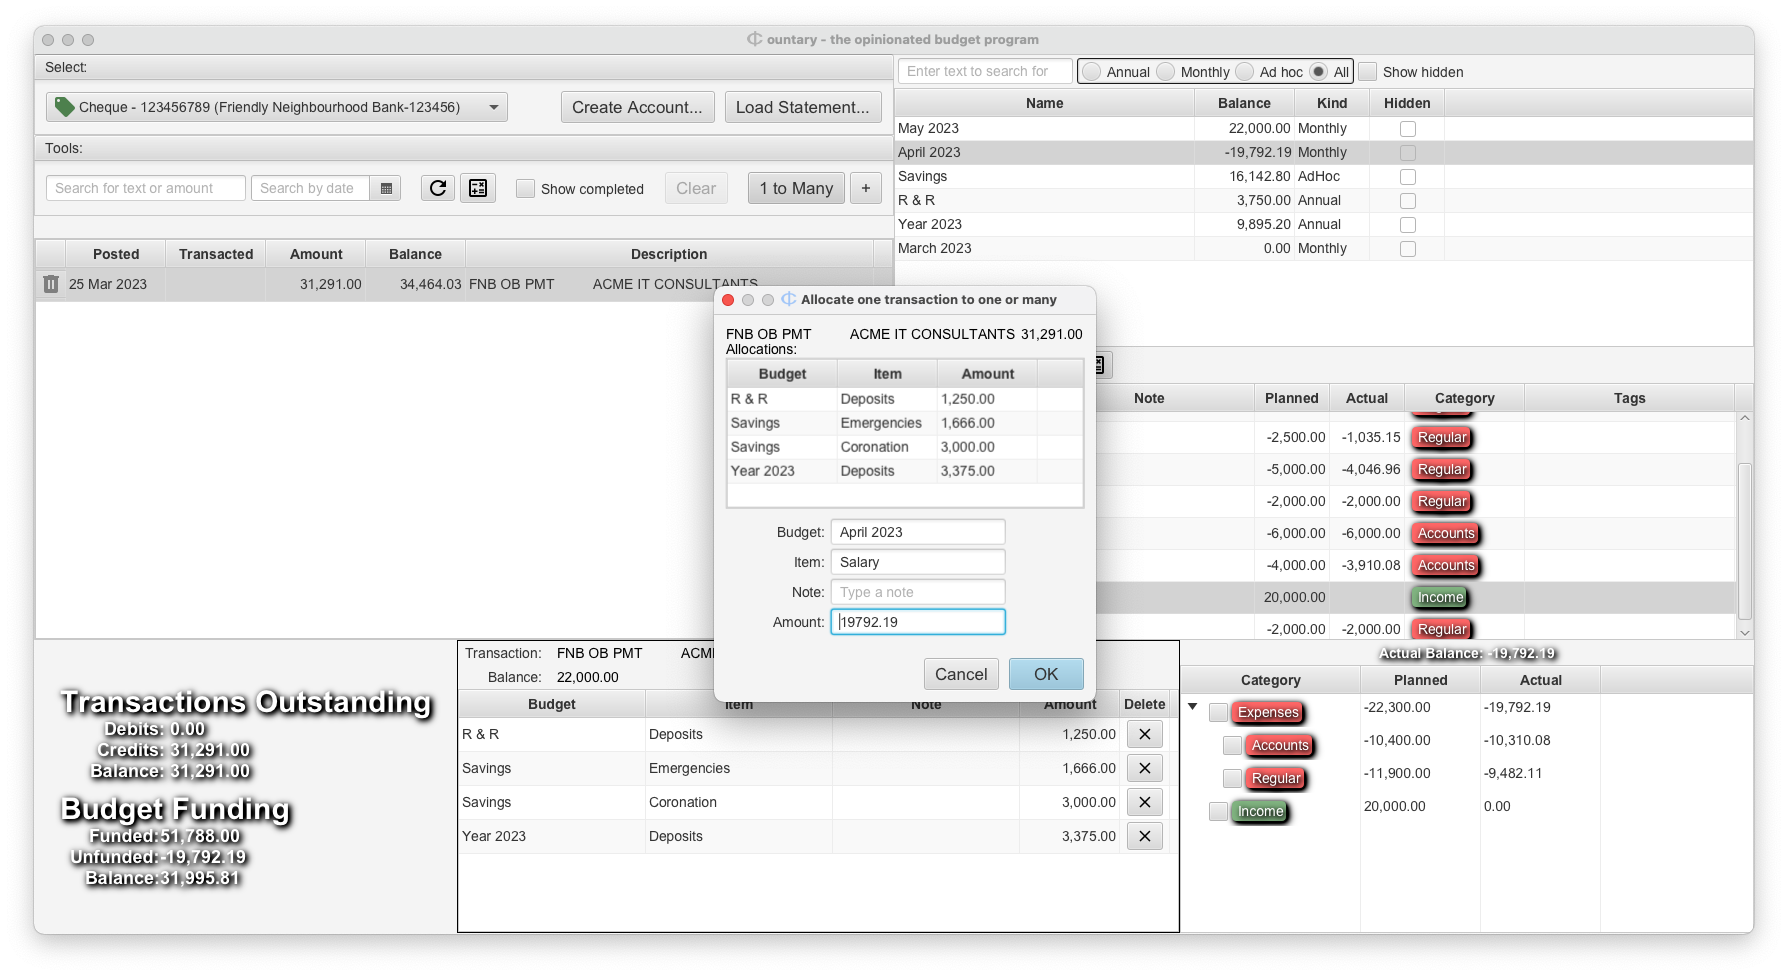 ountary - the opinionated budget program
Select:
Cheque - 123456789 (Friendly Neighbourhood Bank-123456)
Create Account...
Load Statement...
Tools:
Search for text or amount
Search by date
Show completed
Clear
1 to Many
+
Posted Transacted Amount Balance Description
25 Mar 2023 31,291.00 34,464.03 FNB OB PMT ACME IT CONSULTANTS
Enter text to search for
Annual Monthly Ad hoc All Show hidden
Name Balance Kind Hidden
May 2023 22,000.00 Monthly
April 2023 -19,792.19 Monthly
Savings 16,142.80 AdHoc
R & R 3,750.00 Annual
Year 2023 9,895.20 Annual
March 2023 0.00 Monthly
Allocate one transaction to one or many
FNB OB PMT ACME IT CONSULTANTS 31,291.00
Allocations:
Budget Item Amount
R & R Deposits 1,250.00
Savings Emergencies 1,666.00
Savings Coronation 3,000.00
Year 2023 Deposits 3,375.00
Budget: April 2023
Item: Salary
Note: Type a note
Amount: 19792.19
Cancel OK
Note Planned Actual Category Tags
-2,500.00 -1,035.15 Regular
-5,000.00 -4,046.96 Regular
-2,000.00 -2,000.00 Regular
-6,000.00 -6,000.00 Accounts
-4,000.00 -3,910.08 Accounts
20,000.00 Income
-2,000.00 -2,000.00 Regular
Transactions Outstanding
Debits: 0.00
Credits: 31,291.00
Balance: 31,291.00
Budget Funding
Funded:51,788.00
Unfunded:-19,792.19
Balance:31,995.81
Transaction: FNB OB PMT ACM
Balance: 22,000.00
Budget Item Note Amount Delete
R & R Deposits 1,250.00
Savings Emergencies 1,666.00
Savings Coronation 3,000.00
Year 2023 Deposits 3,375.00
Actual Balance: -19,792.19
Category Planned Actual
Expenses -22,300.00 -19,792.19
Accounts -10,400.00 -10,310.08
Regular -11,900.00 -9,482.11
Income 20,000.00 0.00